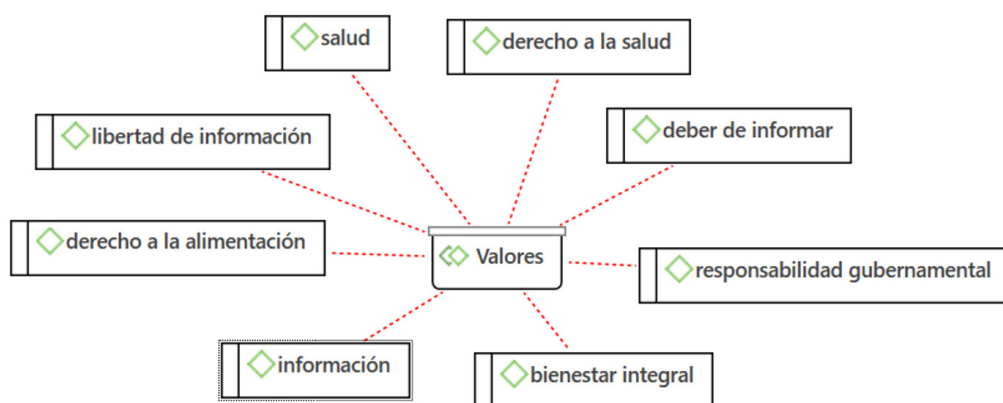 salud
derecho a la salud
libertad de información
deber de informar
derecho a la alimentación
Valores
responsabilidad gubernamental
información
bienestar integral